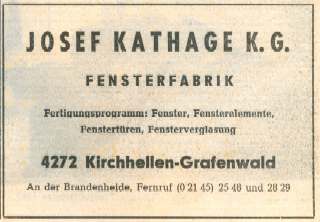 JOSEF KATHAGE K. G.
FENSTERFABRIK
Fertigungsprogramm: Fenster, Fensterelemente,
Fenstertüren, Fensterverglasung
4272 Kirchhellen-Grafenwald
An der Brandenheide, Fernruf (0 21 45) 25 48 und 28 29